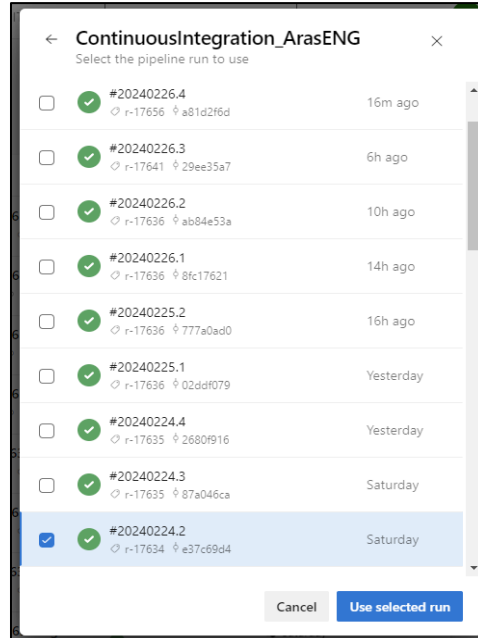 ContinuousIntegration_ArasENG
Select the pipeline run to use
#20240226.4
r-17656 a81d2f6d
16m ago
#20240226.3
r-17641 29ee35a7
6h ago
#20240226.2
r-17636 ab84e53a
10h ago
#20240226.1
r-17636 8fc17621
14h ago
#20240225.2
r-17636 777a0ad0
16h ago
#20240225.1
r-17636 02ddf079
Yesterday
#20240224.4
r-17635 2680f916
Yesterday
#20240224.3
r-17635 87a046ca
Saturday
#20240224.2
r-17634 e37c69d4
Saturday
Cancel
Use selected run